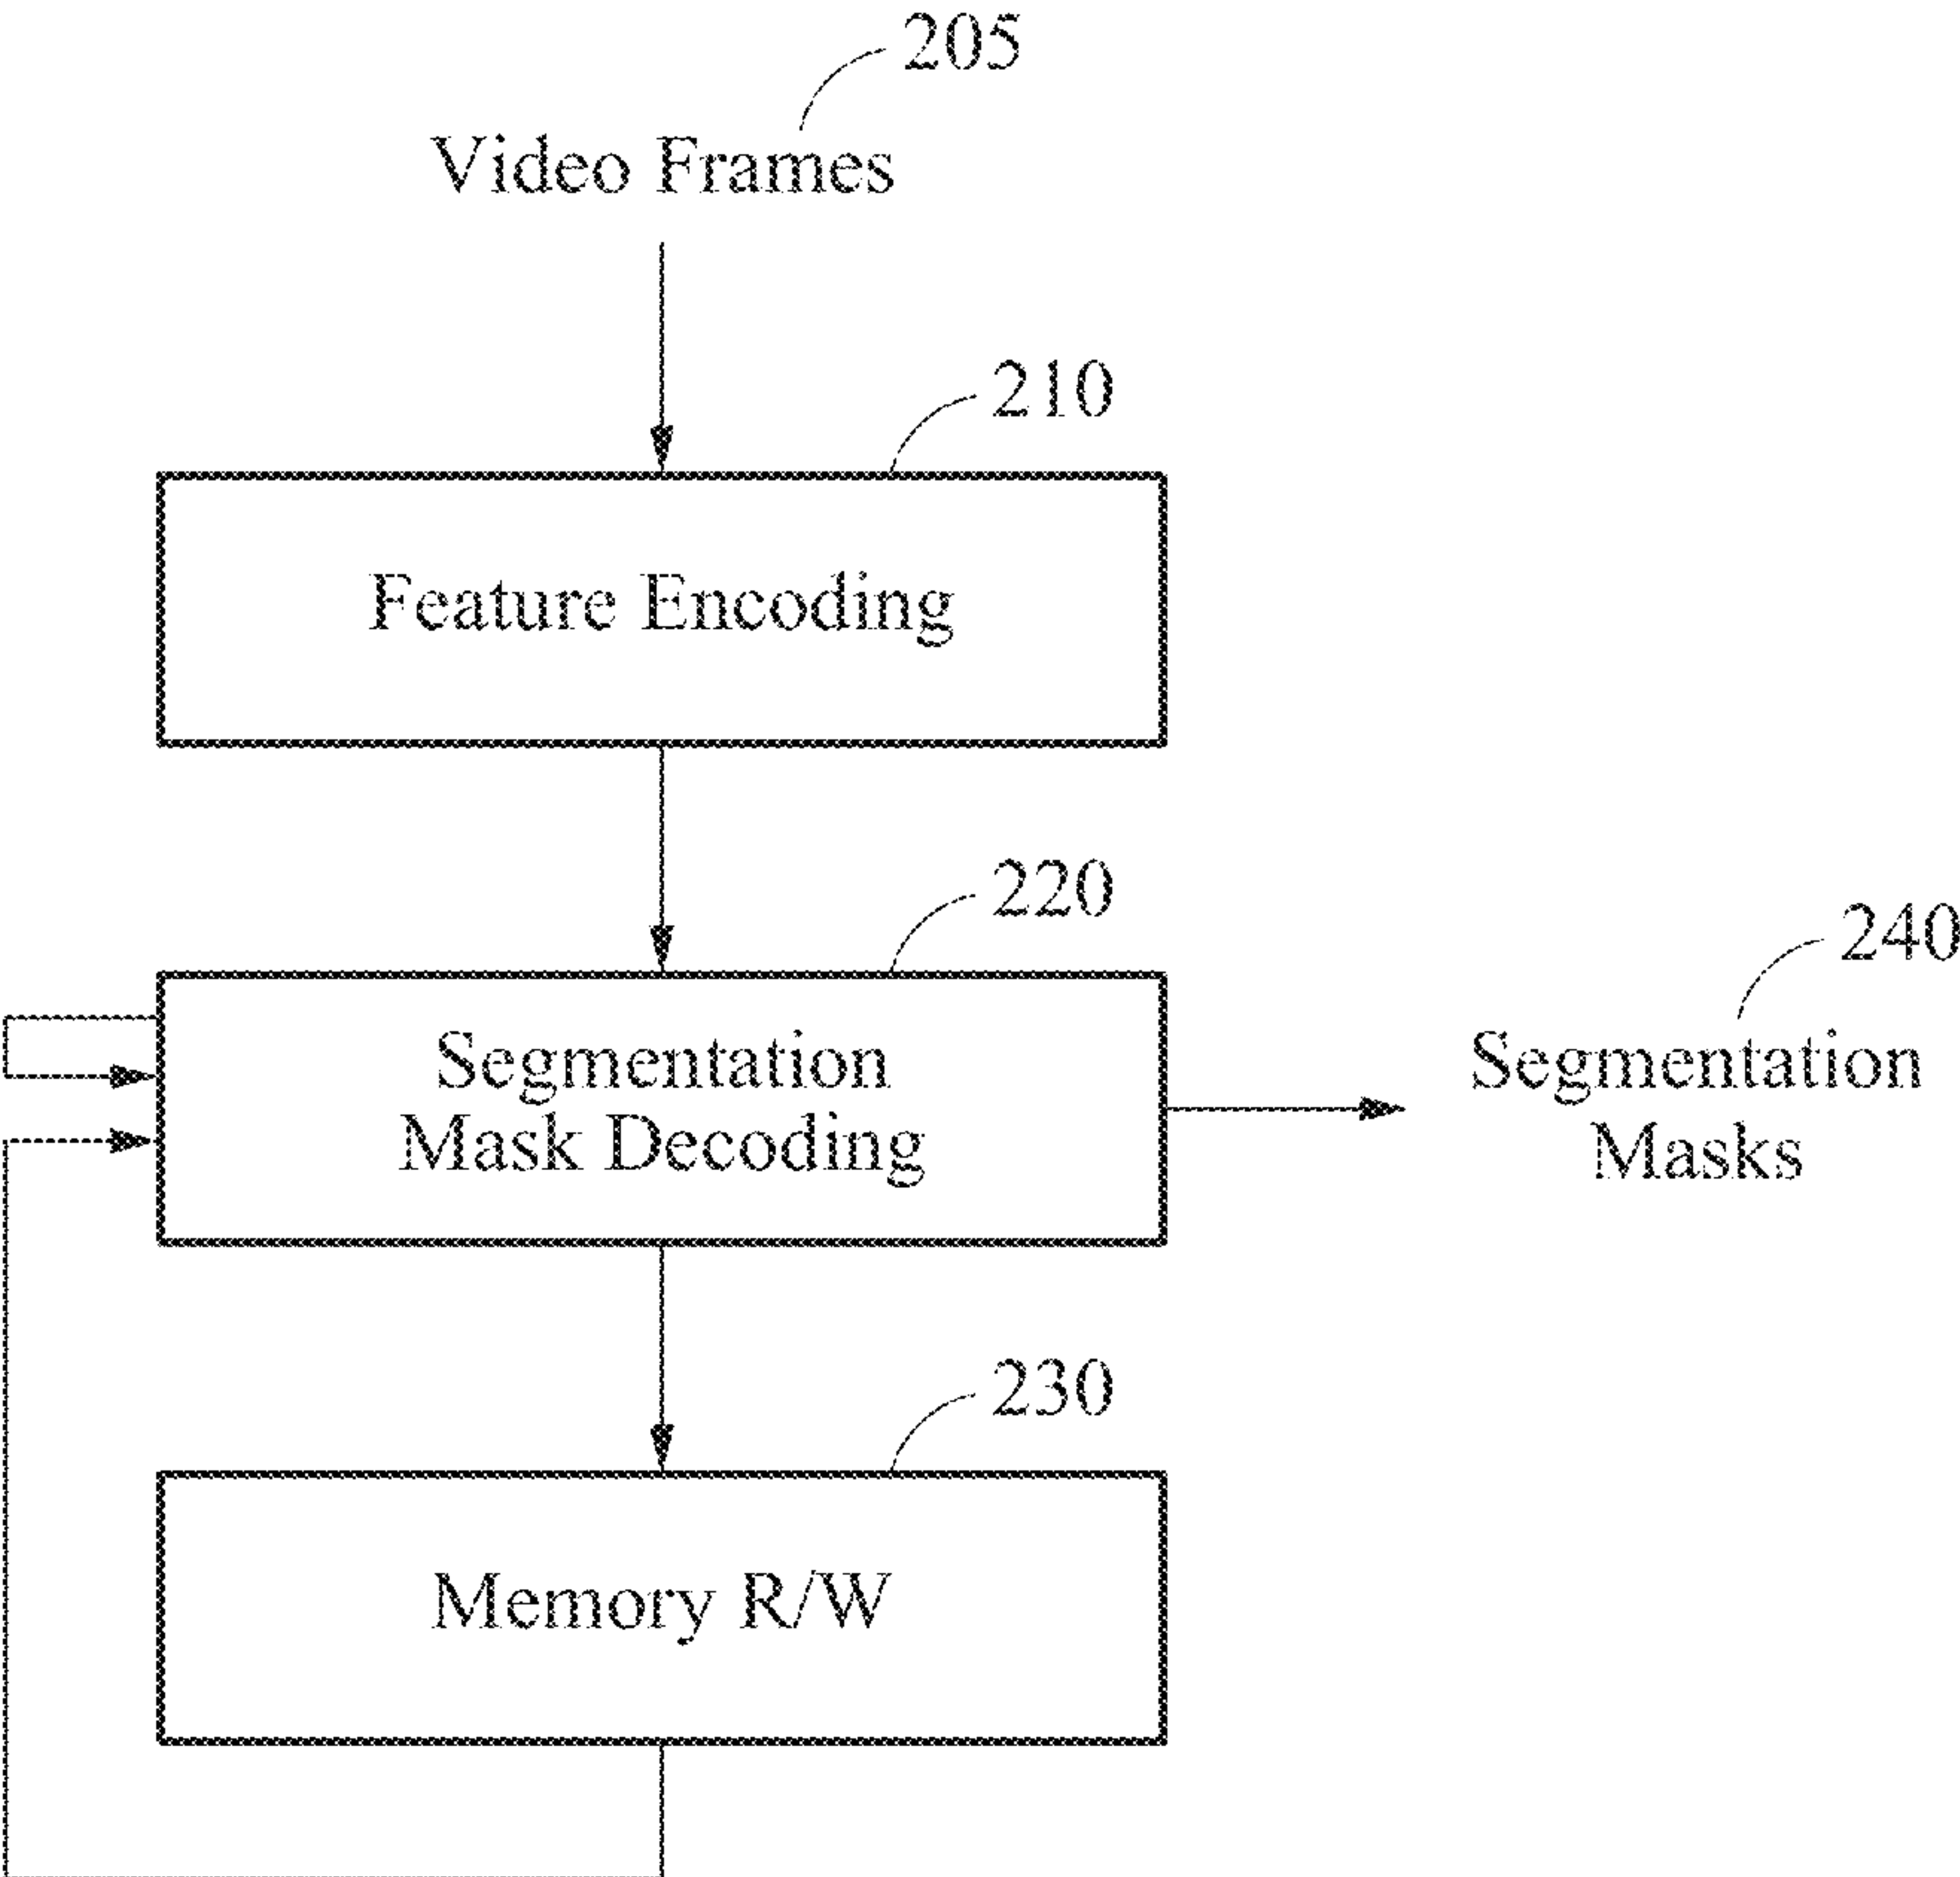 205
Video Frames
210
Feature Encoding
220
240
Segmentation
Mask Decoding
Segmentation
Masks
230
Memory R/W